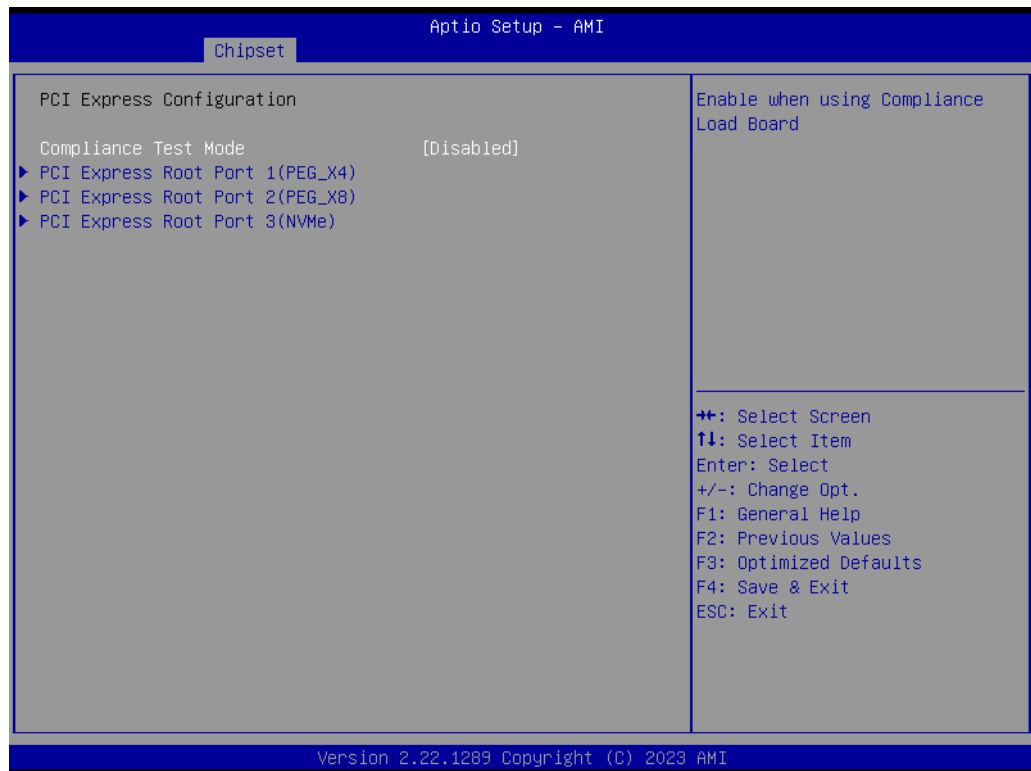 Aptio Setup – AMI
Chipset
PCI Express Configuration
Compliance Test Mode [Disabled]
▶ PCI Express Root Port 1(PEG_X4)
▶ PCI Express Root Port 2(PEG_X8)
▶ PCI Express Root Port 3(NVMe)
Enable when using Compliance
Load Board
→←: Select Screen
↑↓: Select Item
Enter: Select
+/-: Change Opt.
F1: General Help
F2: Previous Values
F3: Optimized Defaults
F4: Save & Exit
ESC: Exit
Version 2.22.1289 Copyright (C) 2023 AMI